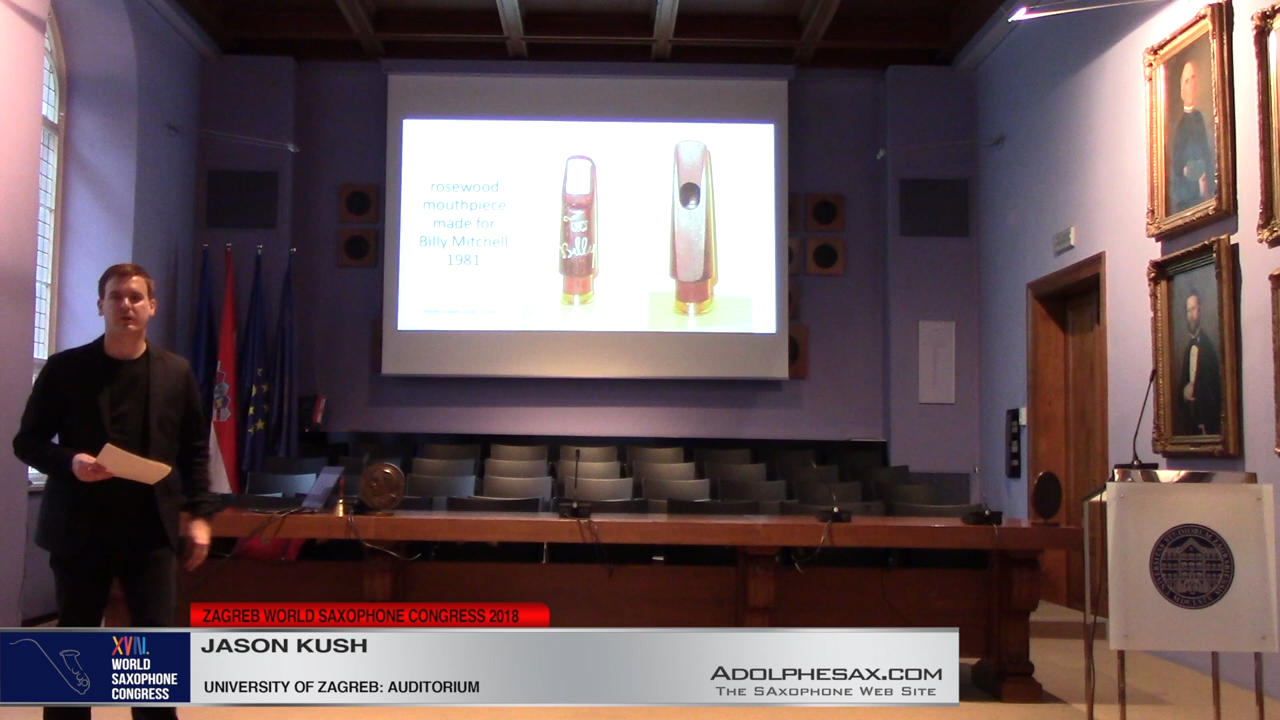 rosewood
mouthpiece
made for
Billy Mitchell
1981
Billy
ZAGREB WORLD SAXOPHONE CONGRESS 2018
XVIII.
WORLD
SAXOPHONE
CONGRESS
JASON KUSH
UNIVERSITY OF ZAGREB: AUDITORIUM
ADOLPHESAX.COM
THE SAXOPHONE WEB SITE